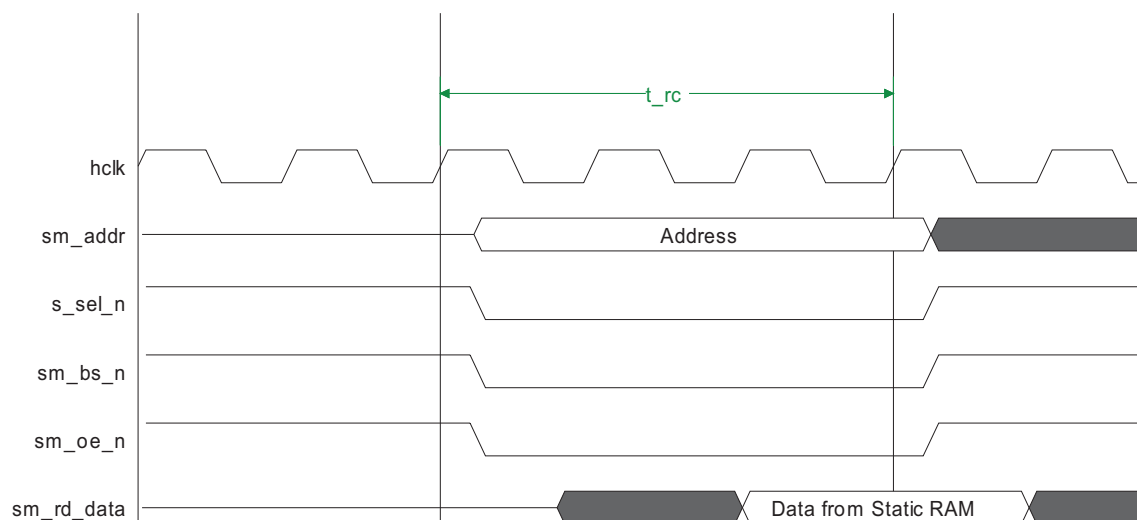 t_rc
hclk
sm_addr
Address
s_sel_n
sm_bs_n
sm_oe_n
sm_rd_data
Data from Static RAM